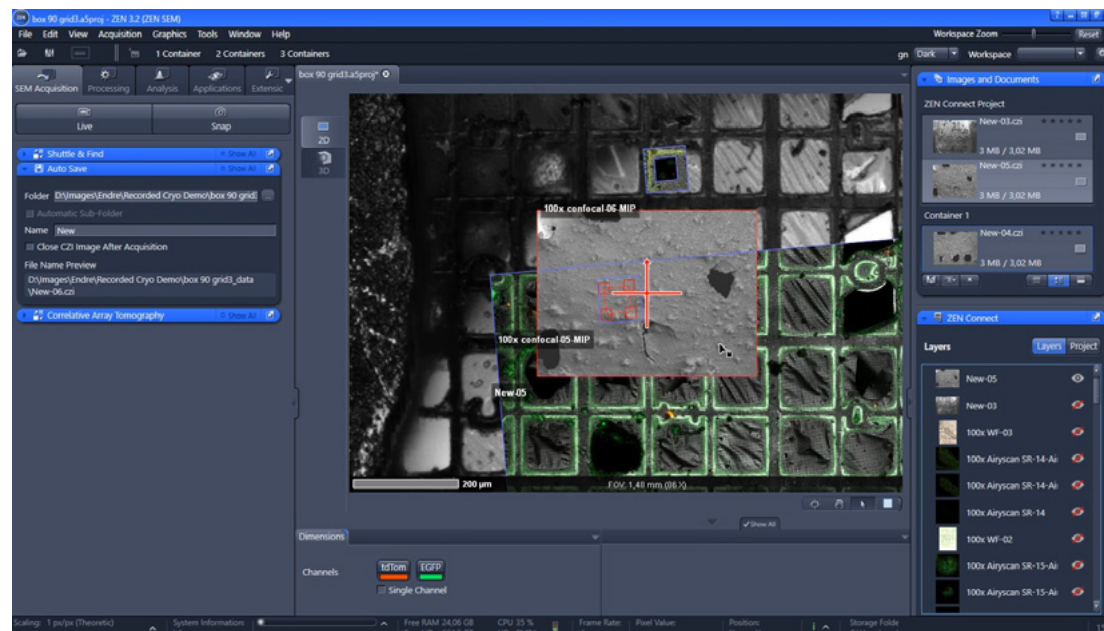 box 90 grid3.a5proj - ZEN 3.2 (ZEN SEM)
File Edit View Acquisition Graphics Tools Window Help
Workspace Zoom Reset
1 Container 2 Containers 3 Containers
gn Dark Workspace
SEM Acquisition Processing Analysis Applications Extensic
Live Snap
Shuttle & Find Show All
Auto Save Show All
Folder D:\Images\Endre\Recorded Cryo Demo\box 90 grid:
Automatic Sub-Folder
Name New
Close CZI Image After Acquisition
File Name Preview
D:\Images\Endre\Recorded Cryo Demo\box 90 grid3_data
\New-06.czi
Correlative Array Tomography Show All
box 90 grid3.a5proj*
2D
3D
100x confocal-06-MIP
100x confocal-05-MIP
New-05
200 µm
FOV: 1,48 mm (86 X)
Show All
Dimensions
Channels tdTom EGFP
Single Channel
Images and Documents
ZEN Connect Project
New-03.czi
3 MB / 3,02 MB
New-05.czi
3 MB / 3,02 MB
Container 1
New-04.czi
3 MB / 3,02 MB
ZEN Connect
Layers Layers Project
New-05
New-03
100x WF-03
100x Airyscan SR-14-Ai
100x Airyscan SR-14-Ai
100x Airyscan SR-14
100x WF-02
100x Airyscan SR-15-Ai
100x Airyscan SR-15-Ai
Scaling: 1 px/px (Theoretic) System Information: Free RAM 24,06 GB CPU 35 % Frame Rate: Pixel Value: Position: Storage Folde